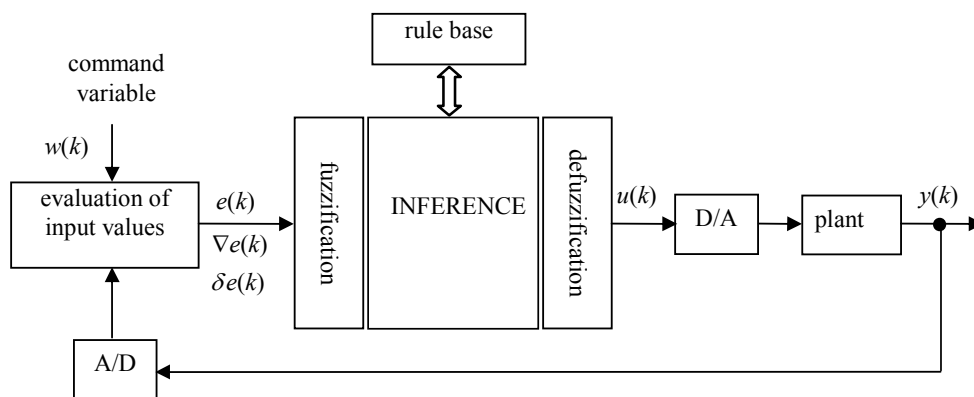 rule base
command
variable
w(k)
evaluation of
input values
e(k)
∇e(k)
δe(k)
fuzzification
INFERENCE
defuzzification
u(k)
D/A
plant
y(k)
A/D